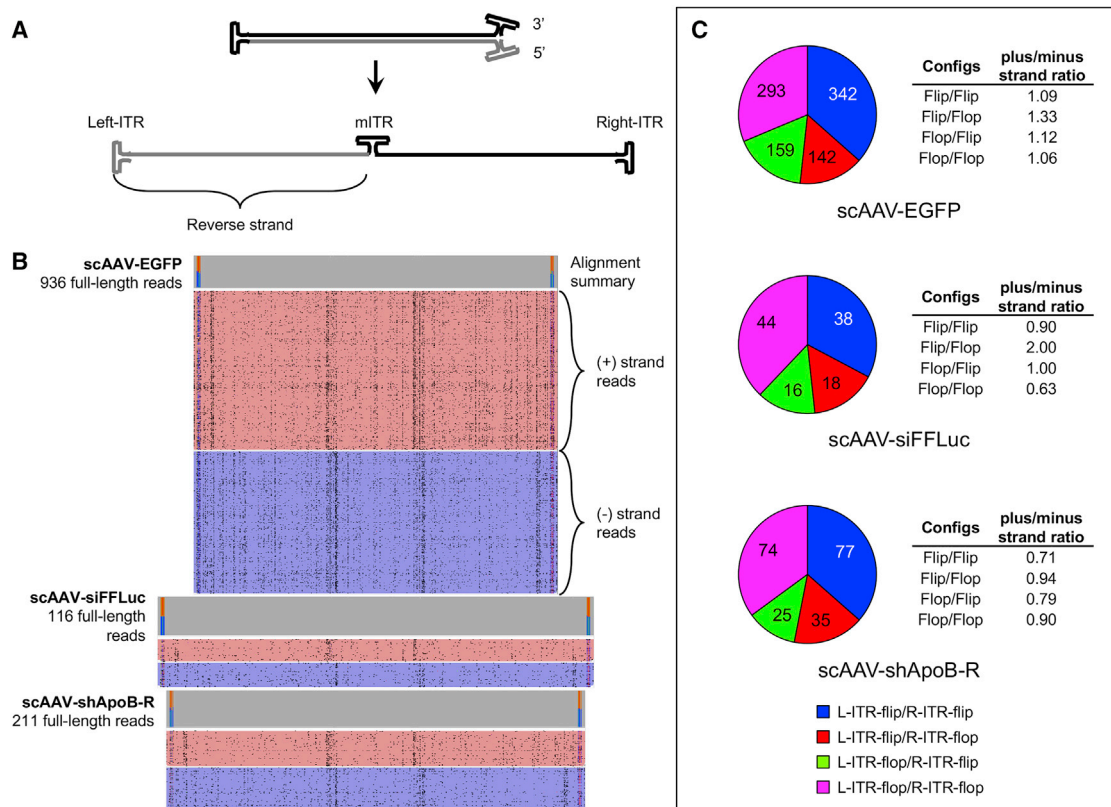 A
3’
5’
Left-ITR
mITR
Right-ITR
Reverse strand
B
scAAV-EGFP
936 full-length reads
Alignment
summary
(+) strand
reads
(-) strand
reads
scAAV-siFFLuc
116 full-length
reads
scAAV-shApoB-R
211 full-length reads
C
293
342
159
142
Configs plus/minus strand ratio
Flip/Flip 1.09
Flip/Flop 1.33
Flop/Flip 1.12
Flop/Flop 1.06
scAAV-EGFP
44
38
16
18
Configs plus/minus strand ratio
Flip/Flip 0.90
Flip/Flop 2.00
Flop/Flip 1.00
Flop/Flop 0.63
scAAV-siFFLuc
74
77
25
35
Configs plus/minus strand ratio
Flip/Flip 0.71
Flip/Flop 0.94
Flop/Flip 0.79
Flop/Flop 0.90
scAAV-shApoB-R
L-ITR-flip/R-ITR-flip
L-ITR-flip/R-ITR-flop
L-ITR-flop/R-ITR-flip
L-ITR-flop/R-ITR-flop